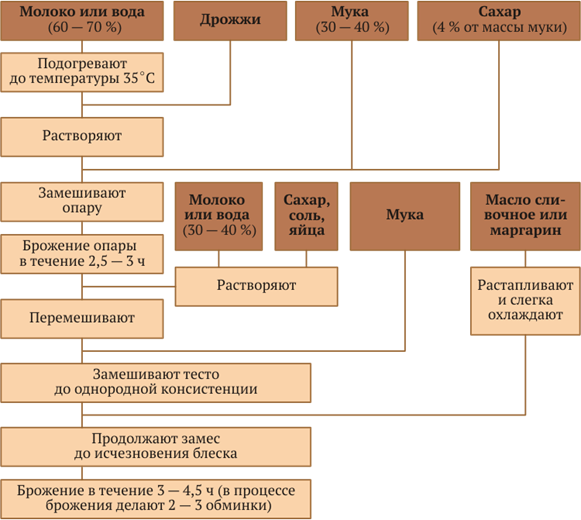 Молоко или вода
(60 — 70 %)
Дрожжи
Мука
(30 — 40 %)
Сахар
(4 % от массы муки)
Подогревают
до температуры 35°C
Растворяют
Замешивают
опару
Молоко
или вода
(30 — 40 %)
Сахар,
соль,
яйца
Мука
Масло сли-
вочное или
маргарин
Брожение опары
в течение 2,5 — 3 ч
Растворяют
Растапливают
и слегка
охлаждают
Перемешивают
Замешивают тесто
до однородной консистенции
Продолжают замес
до исчезновения блеска
Брожение в течение 3 — 4,5 ч (в процессе
брожения делают 2 — 3 обминки)